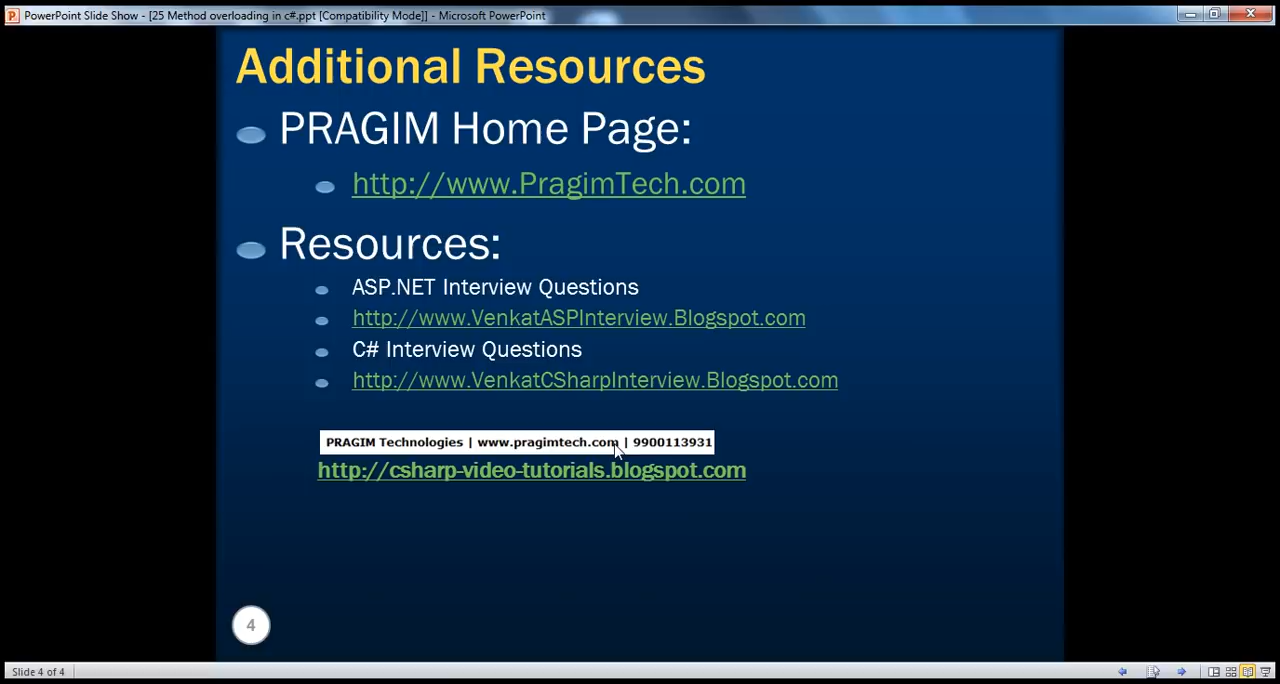 PowerPoint Slide Show - [25 Method overloading in c#.ppt [Compatibility Mode]] - Microsoft PowerPoint
Additional Resources
PRAGIM Home Page:
http://www.PragimTech.com
Resources:
ASP.NET Interview Questions
http://www.VenkatASPInterview.Blogspot.com
C# Interview Questions
http://www.VenkatCSharpInterview.Blogspot.com
PRAGIM Technologies | www.pragimtech.com | 9900113931
http://csharp-video-tutorials.blogspot.com
4
Slide 4 of 4